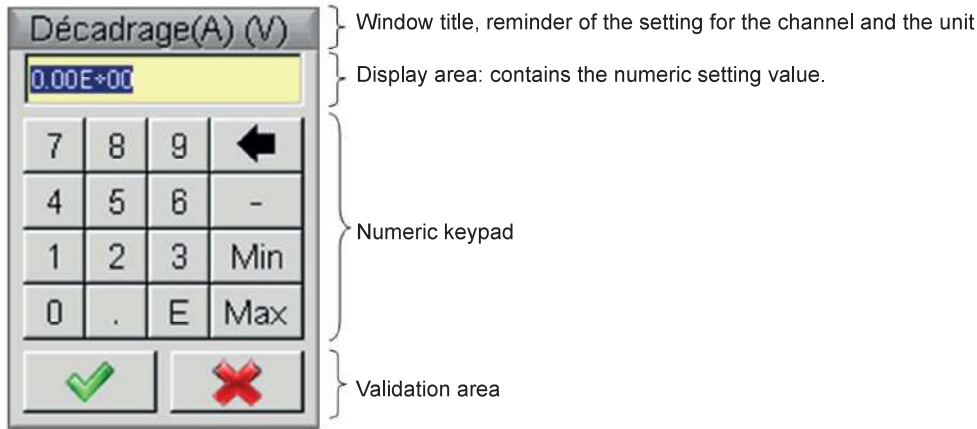 Décadrage(A) (V)
Window title, reminder of the setting for the channel and the unit
0.00E+00
Display area: contains the numeric setting value.
7 8 9
4 5 6 -
1 2 3 Min
0 . E Max
Numeric keypad
Validation area